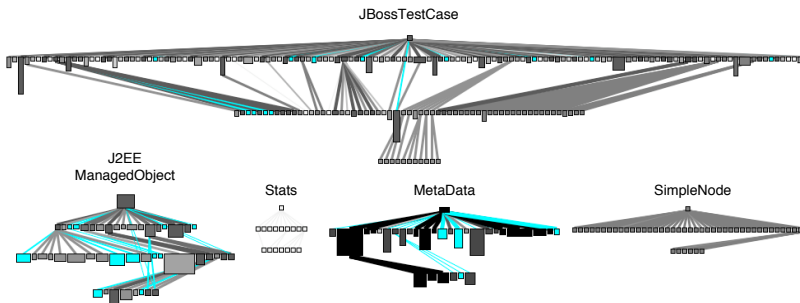 JBossTestCase
J2EE
ManagedObject
Stats
MetaData
SimpleNode